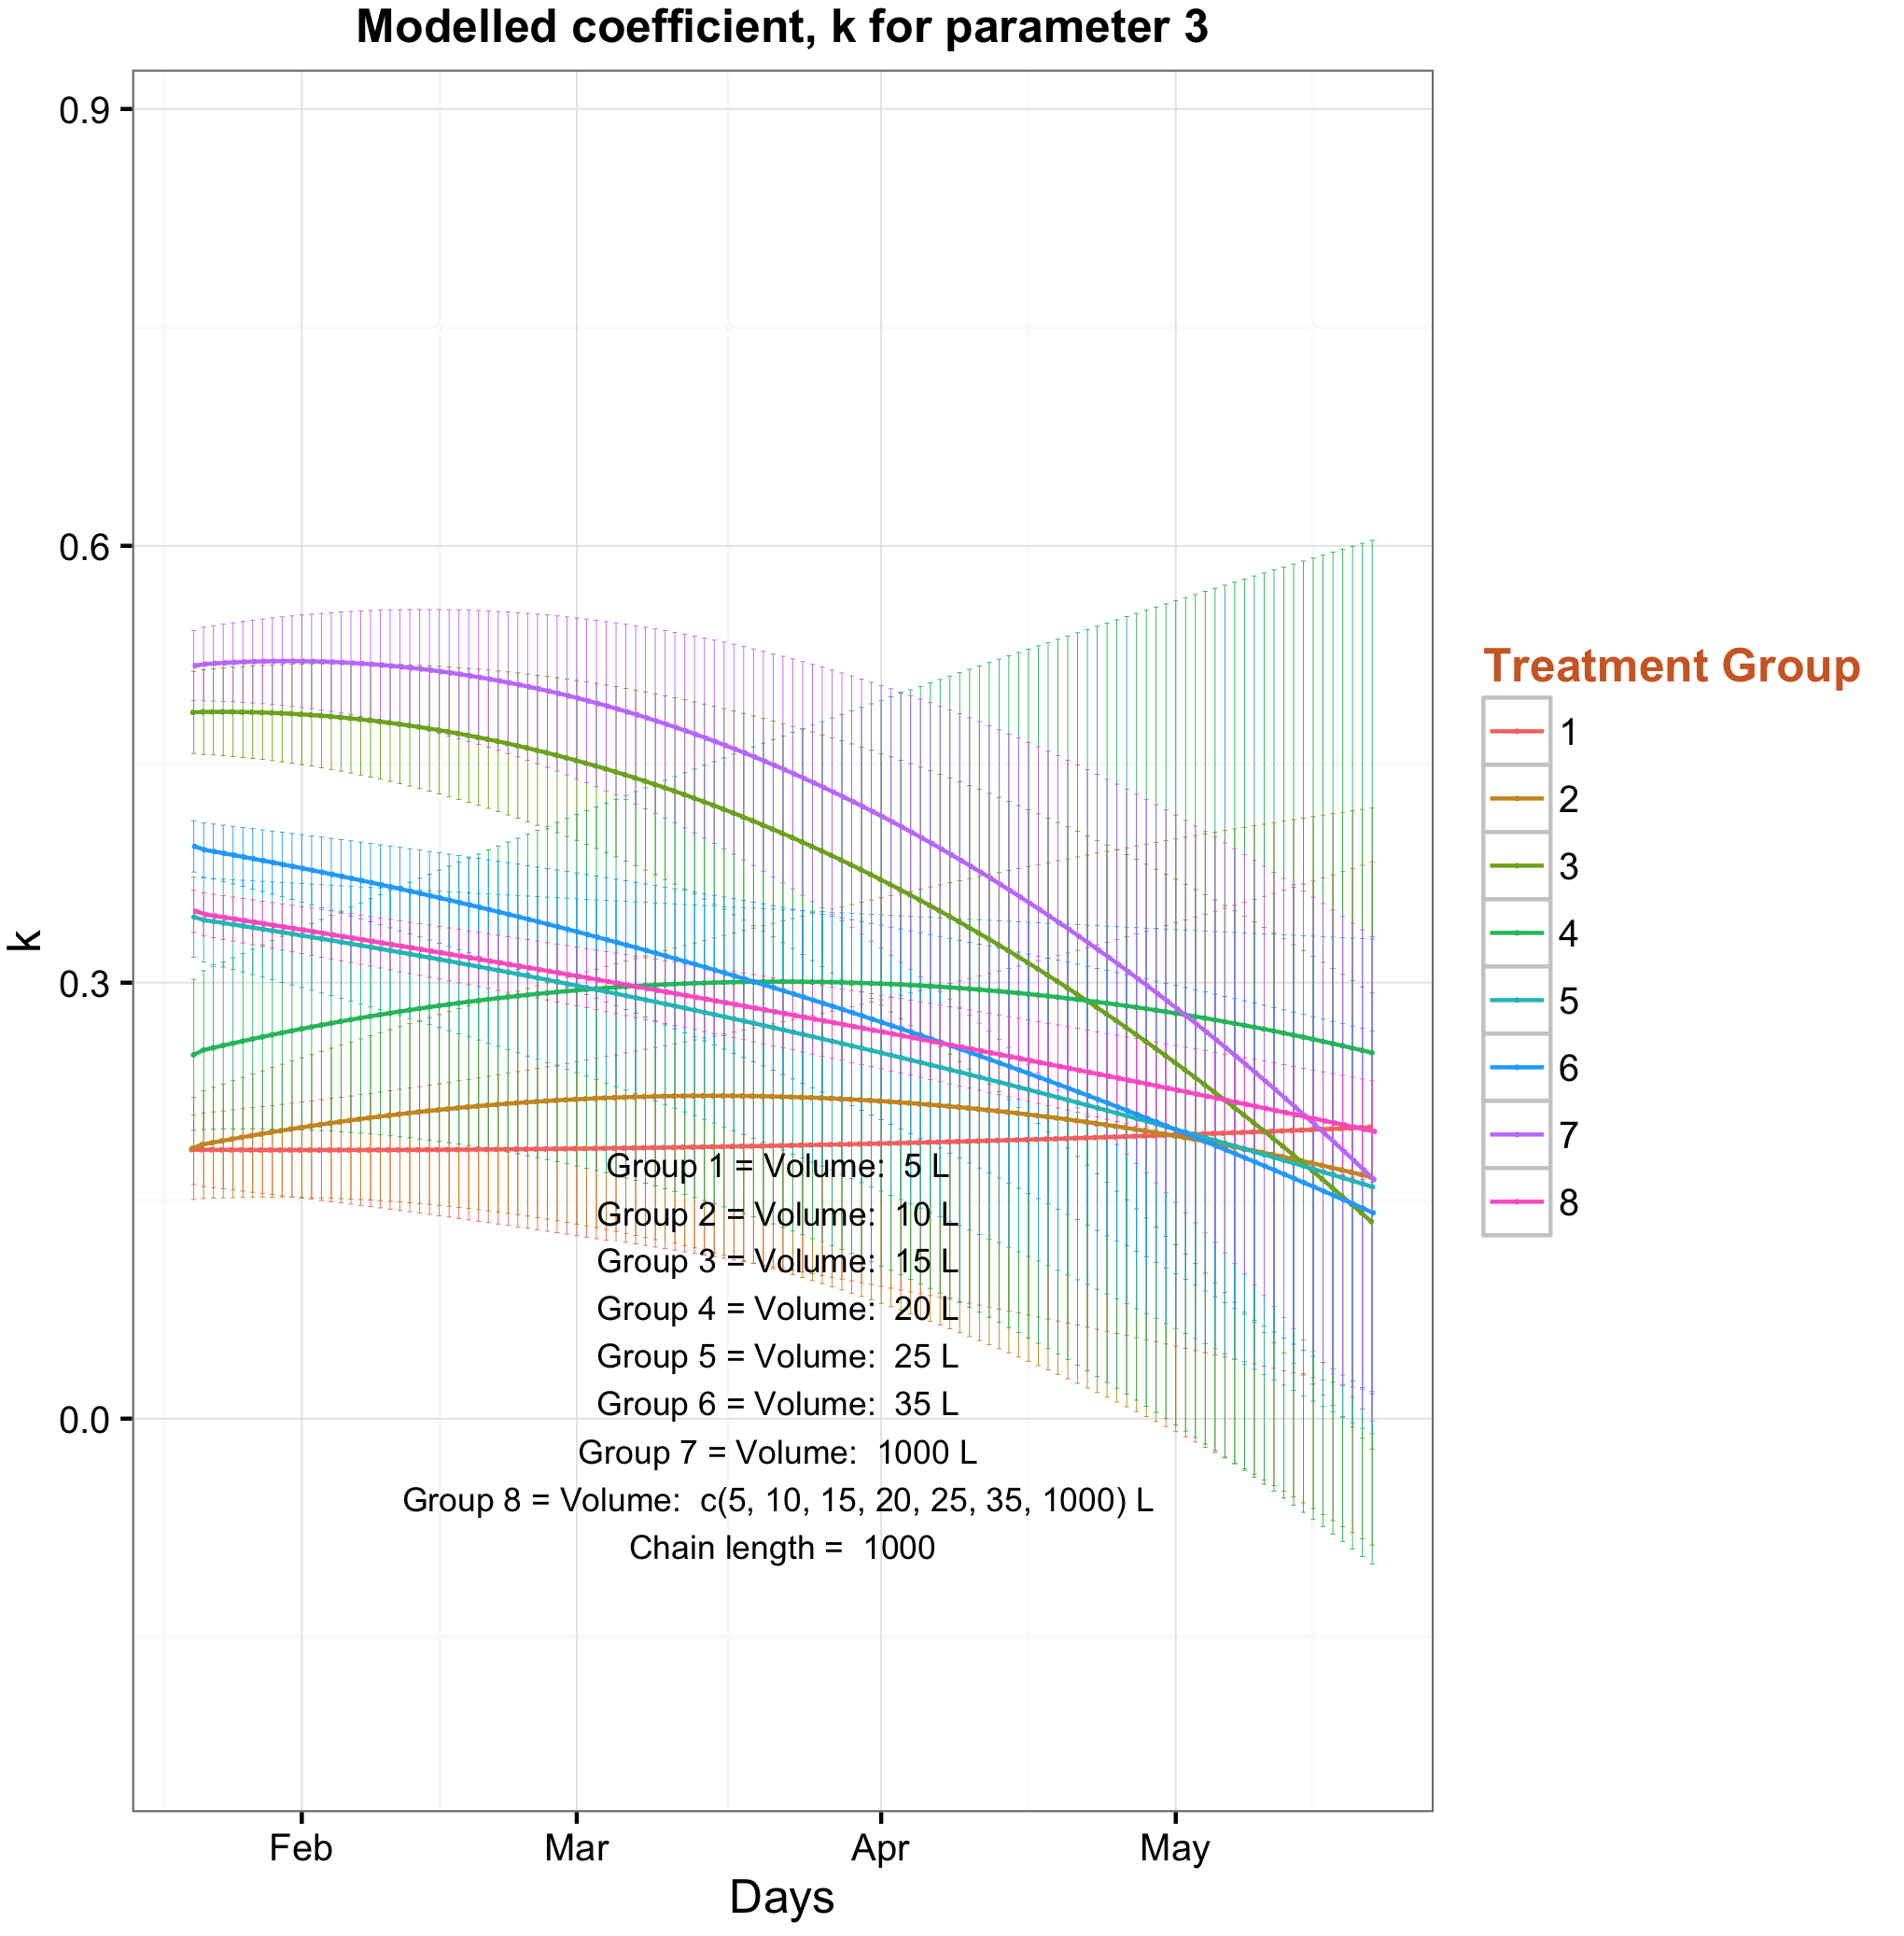 Modelled coefficient, k for parameter 3
0.9
0.6
0.3
0.0
k
Group 1 = Volume:  5 L
Group 2 = Volume:  10 L
Group 3 = Volume:  15 L
Group 4 = Volume:  20 L
Group 5 = Volume:  25 L
Group 6 = Volume:  35 L
Group 7 = Volume:  1000 L
Group 8 = Volume:  c(5, 10, 15, 20, 25, 35, 1000) L
Chain length =  1000
Feb Mar Apr May
Days
Treatment Group
1
2
3
4
5
6
7
8